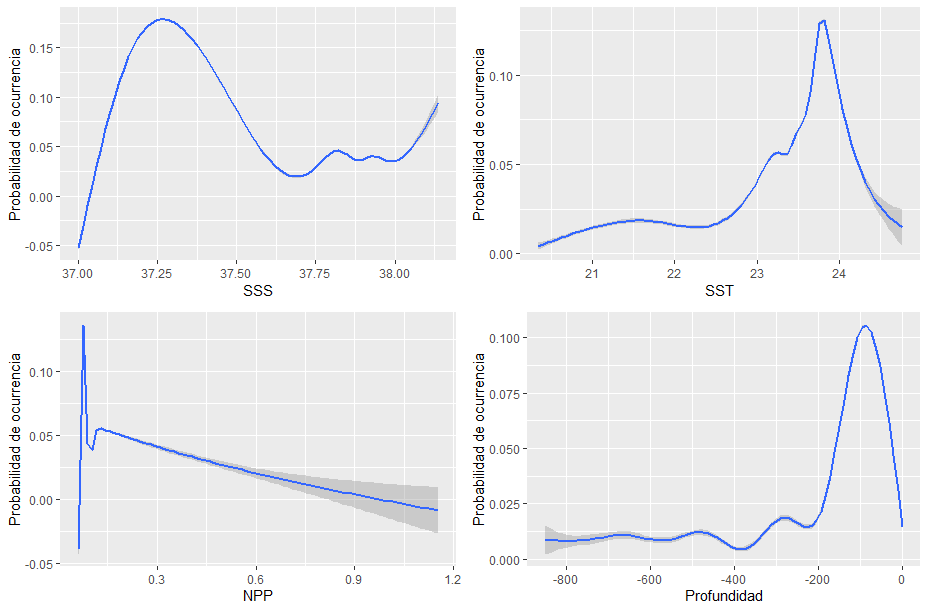 Probabilidad de ocurrencia
0.15
0.10
0.05
0.00
-0.05
37.00 37.25 37.50 37.75 38.00
SSS
Probabilidad de ocurrencia
0.10
0.05
0.00
21 22 23 24
SST
Probabilidad de ocurrencia
0.10
0.05
0.00
-0.05
0.3 0.6 0.9 1.2
NPP
Probabilidad de ocurrencia
0.100
0.075
0.050
0.025
0.000
-800 -600 -400 -200 0
Profundidad